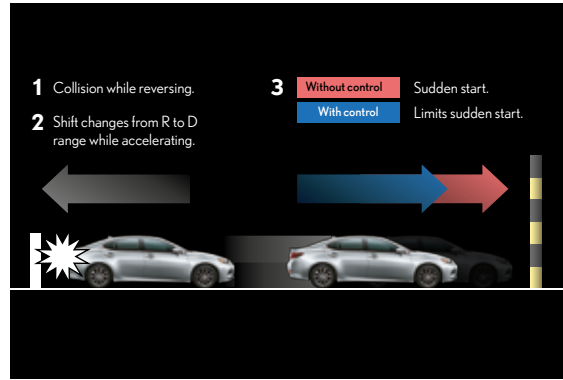 1 Collision while reversing.
2 Shift changes from R to D
range while accelerating.
3 Without control Sudden start.
With control Limits sudden start.